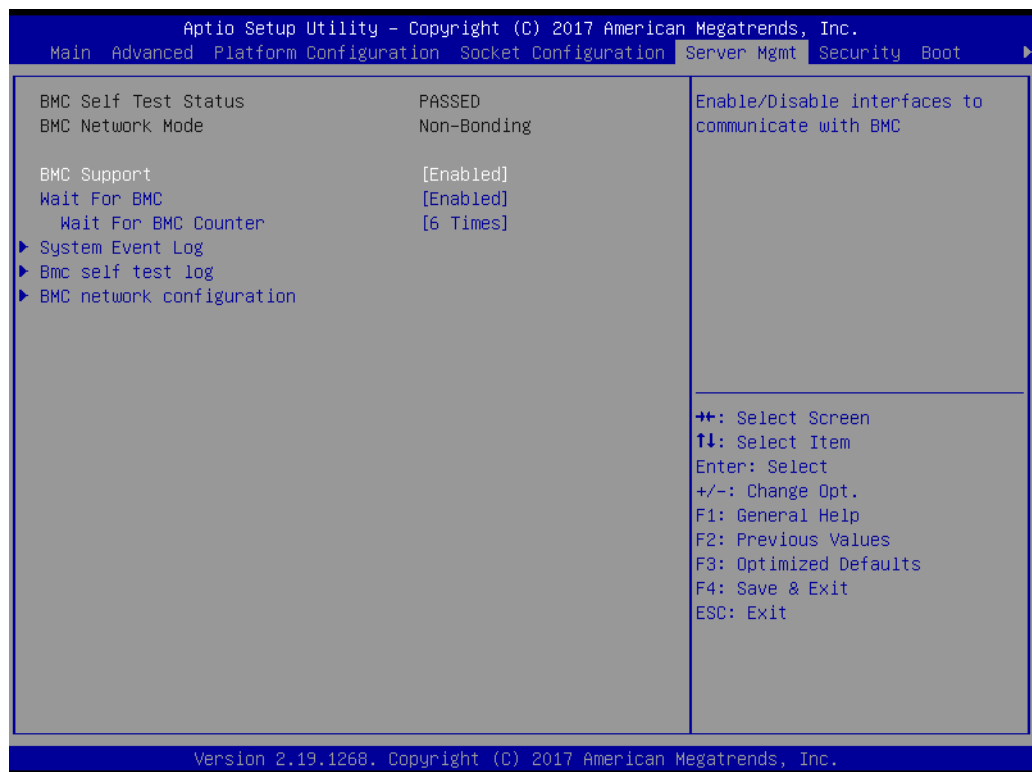 Aptio Setup Utility – Copyright (C) 2017 American Megatrends, Inc.
Main Advanced Platform Configuration Socket Configuration Server Mgmt Security Boot ►
BMC Self Test Status PASSED
BMC Network Mode Non-Bonding
BMC Support [Enabled]
Wait For BMC [Enabled]
Wait For BMC Counter [6 Times]
► System Event Log
► Bmc self test log
► BMC network configuration
Enable/Disable interfaces to
communicate with BMC
→←: Select Screen
↑↓: Select Item
Enter: Select
+/-: Change Opt.
F1: General Help
F2: Previous Values
F3: Optimized Defaults
F4: Save & Exit
ESC: Exit
Version 2.19.1268. Copyright (C) 2017 American Megatrends, Inc.